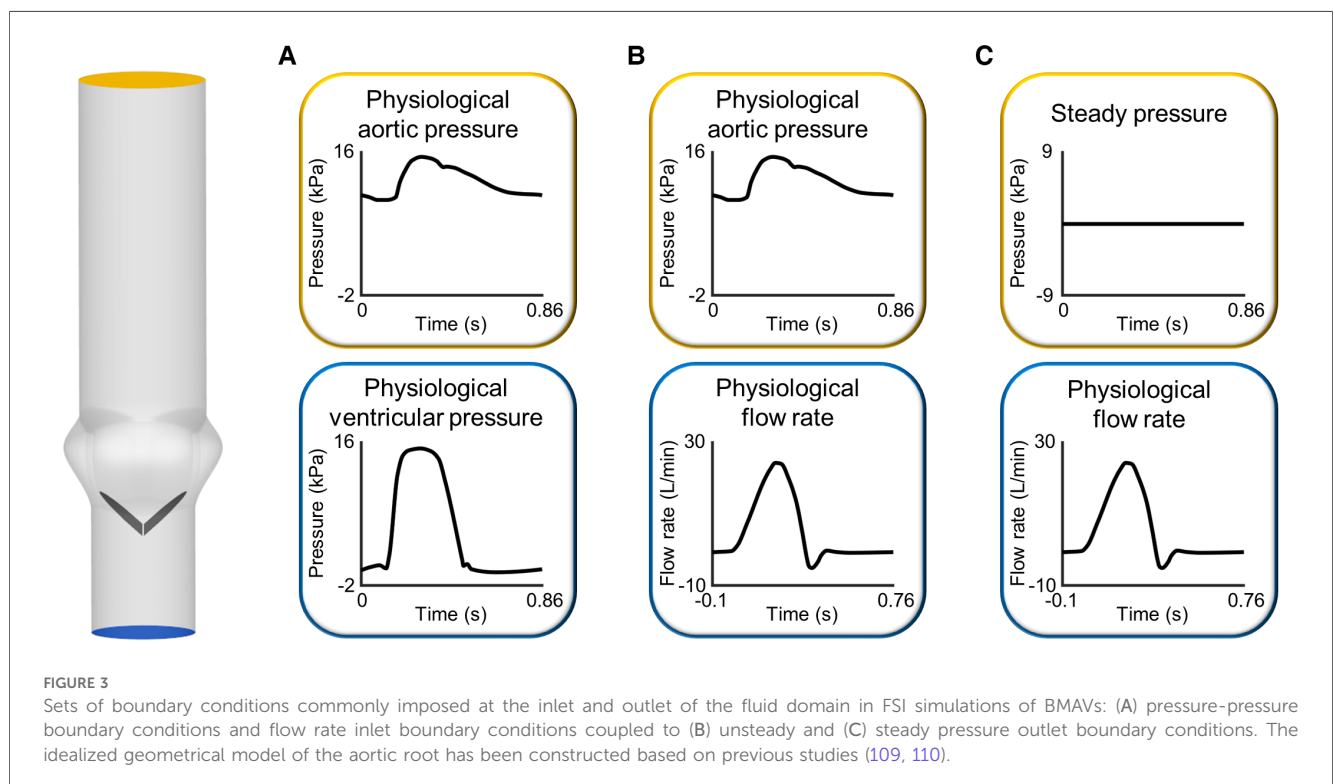 A
Physiological
aortic pressure
16
Pressure (kPa)
-2
0
0.86
Time (s)
B
Physiological
aortic pressure
16
Pressure (kPa)
-2
0
0.86
Time (s)
C
Steady pressure
9
Pressure (kPa)
-9
0
0.86
Time (s)
Physiological
ventricular pressure
16
Pressure (kPa)
-2
0
0.86
Time (s)
Physiological
flow rate
30
Flow rate (L/min)
-10
-0.1
0.76
Time (s)
Physiological
flow rate
30
Flow rate (L/min)
-10
-0.1
0.76
Time (s)
FIGURE 3
Sets of boundary conditions commonly imposed at the inlet and outlet of the fluid domain in FSI simulations of BMAVs: (A) pressure-pressure
boundary conditions and flow rate inlet boundary conditions coupled to (B) unsteady and (C) steady pressure outlet boundary conditions. The
idealized geometrical model of the aortic root has been constructed based on previous studies (109, 110).